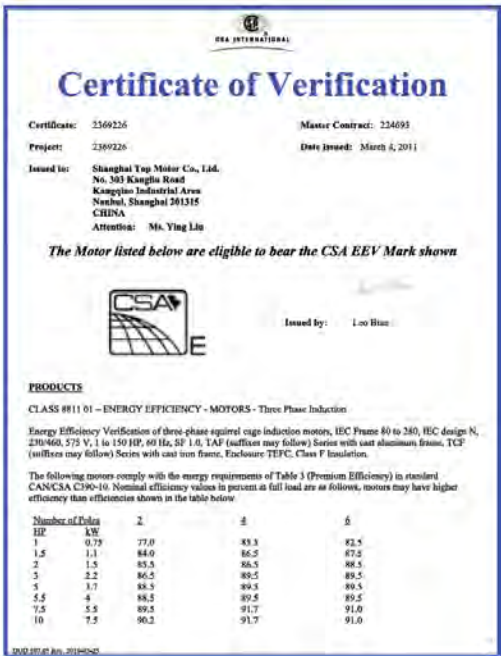 CSA INTERNATIONAL
Certificate of Verification
Certificate: 2369226 Master Contract: 224693
Project: 2369226 Date Issued: March 4, 2011
Issued to: Shanghai Top Motor Co., Ltd.
No. 303 Kangliu Road
Kangqiao Industrial Area
Nanhui, Shanghai 201315
CHINA
Attention: Ms. Ying Liu
The Motor listed below are eligible to bear the CSA EEV Mark shown
CSA
E
Issued by: Leo
PRODUCTS
CLASS 8811 01 – ENERGY EFFICIENCY - MOTORS - Three Phase Induction
Energy Efficiency Verification of three-phase squirrel cage induction motors, IEC Frame 80 to 280, IEC design N,
230/460, 575 V, 1 to 150 HP, 60 Hz, SF 1.0, TAF (suffixes may follow) Series with cast aluminum frame, TCF
(suffixes may follow) Series with cast iron frame, Enclosure TEFC, Class F Insulation.
The following motors comply with the energy requirements of Table 3 (Premium Efficiency) in standard
CAN/CSA C390-10. Nominal efficiency values in percent at full load are as follows, motors may have higher
efficiency than efficiencies shown in the table below
Number of Poles 2 4 6
HP kW
1 0.75 77.0 85.5 82.5
1.5 1.1 84.0 86.5 87.5
2 1.5 85.5 86.5 88.5
3 2.2 86.5 89.5 89.5
5 3.7 88.5 89.5 89.5
5.5 4 88.5 89.5 89.5
7.5 5.5 89.5 91.7 91.0
10 7.5 90.2 91.7 91.0